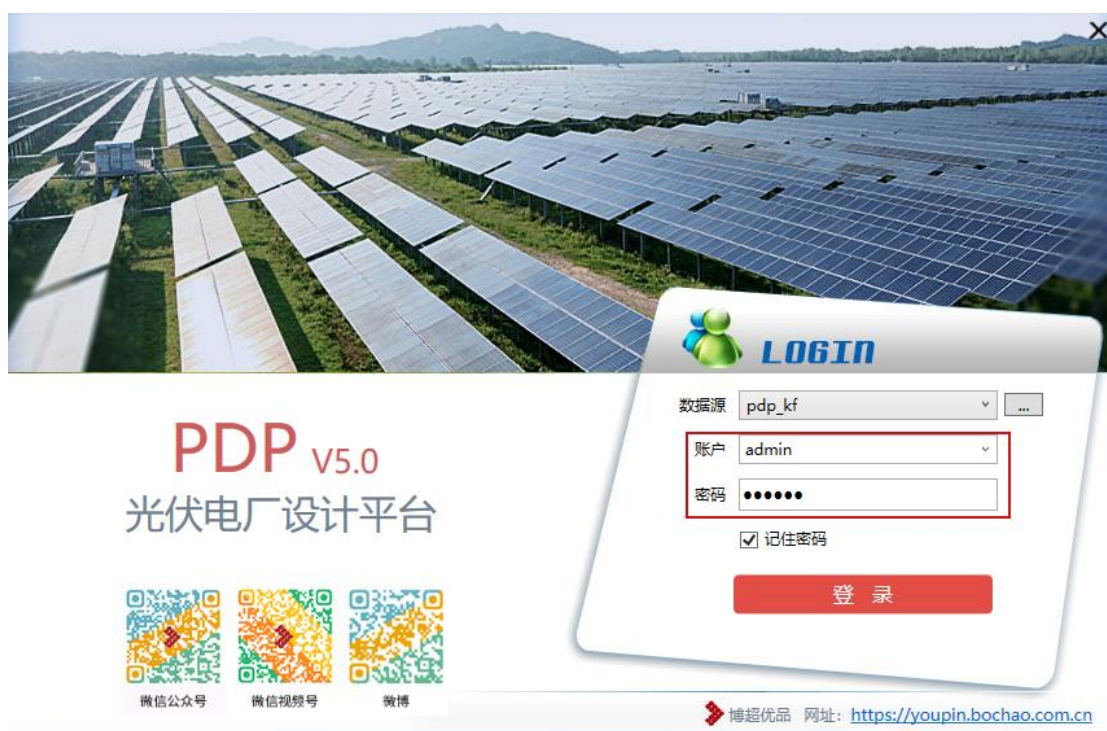 LOGIN
数据源 pdp_kf ...
账户 admin
密码 ●●●●●●
记住密码
登 录
PDP V5.0
光伏电厂设计平台
微信公众号 微信视频号 微博
博超优品 网址：https://youpin.bochao.com.cn